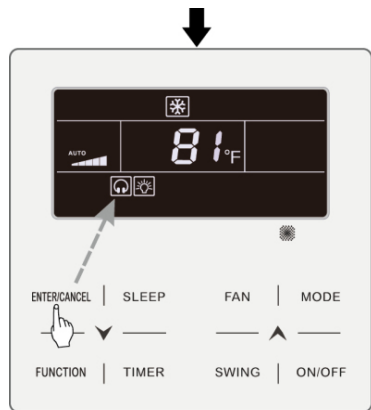 AUTO
81°F
ENTER/CANCEL SLEEP FAN MODE
FUNCTION TIMER SWING ON/OFF